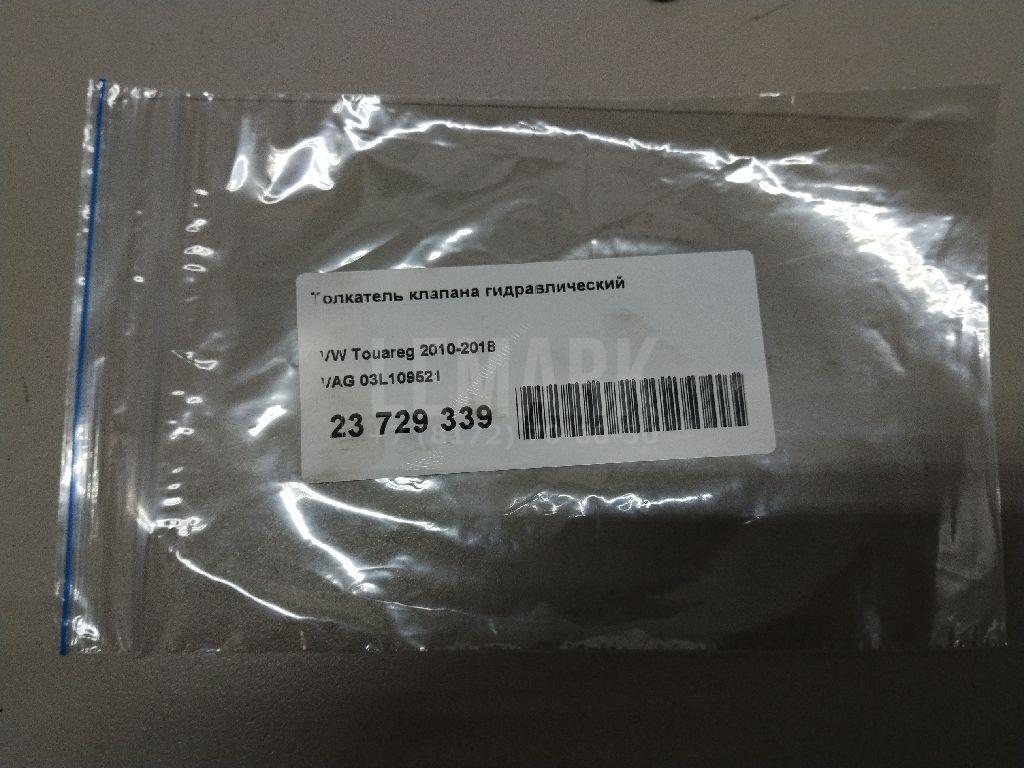 Толкатель клапана гидравлический
VW Touareg 2010-2018
VAG 03L109521
23 729 339